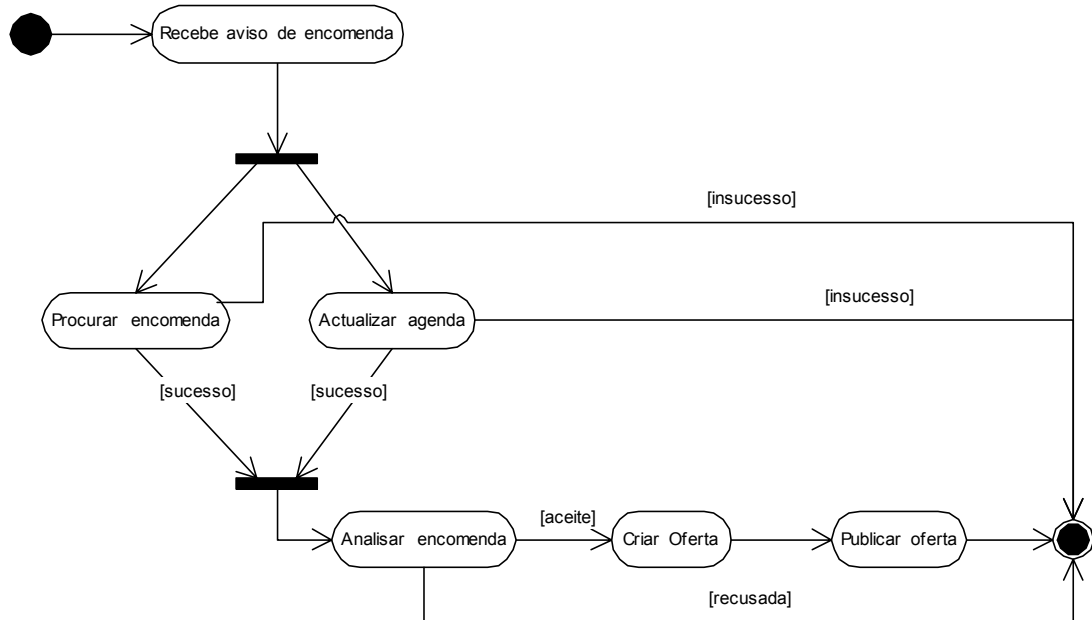 Recebe aviso de encomenda
[insucesso]
[insucesso]
Procurar encomenda
Actualizar agenda
[sucesso]
[sucesso]
[aceite]
Analisar encomenda
Criar Oferta
Publicar oferta
[recusada]